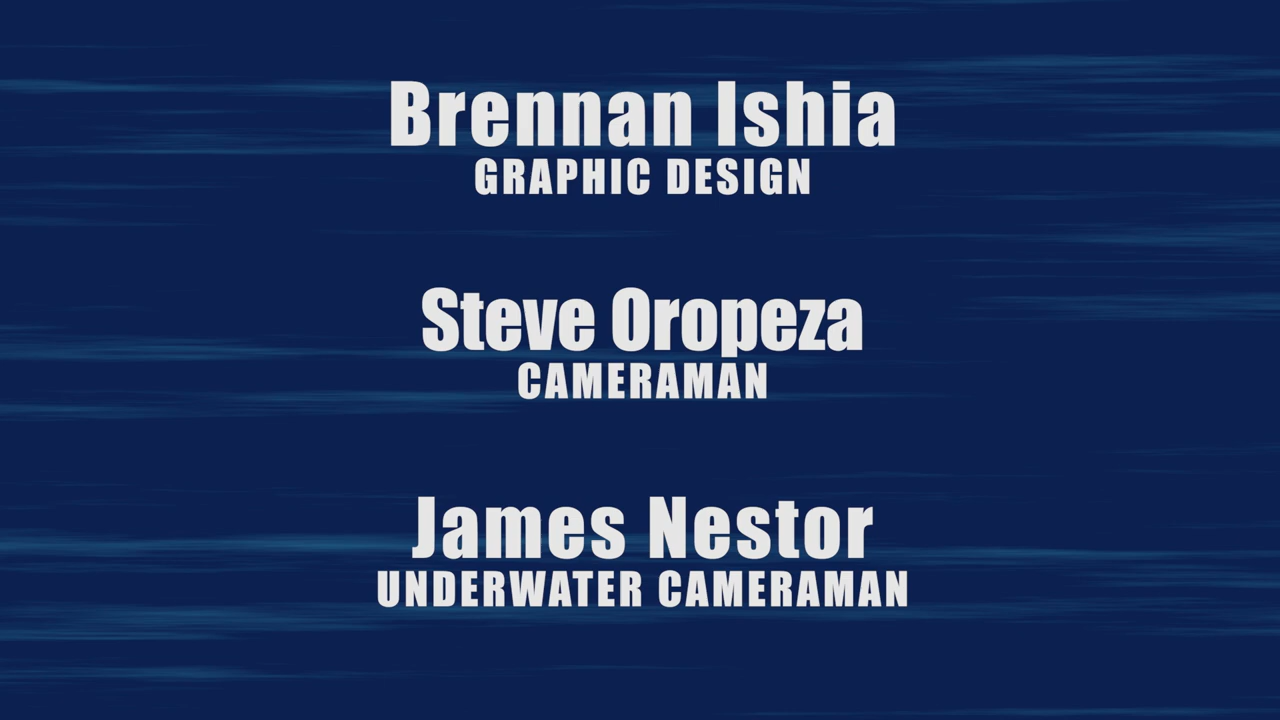 Brennan Ishia
GRAPHIC DESIGN
Steve Oropeza
CAMERAMAN
James Nestor
UNDERWATER CAMERAMAN